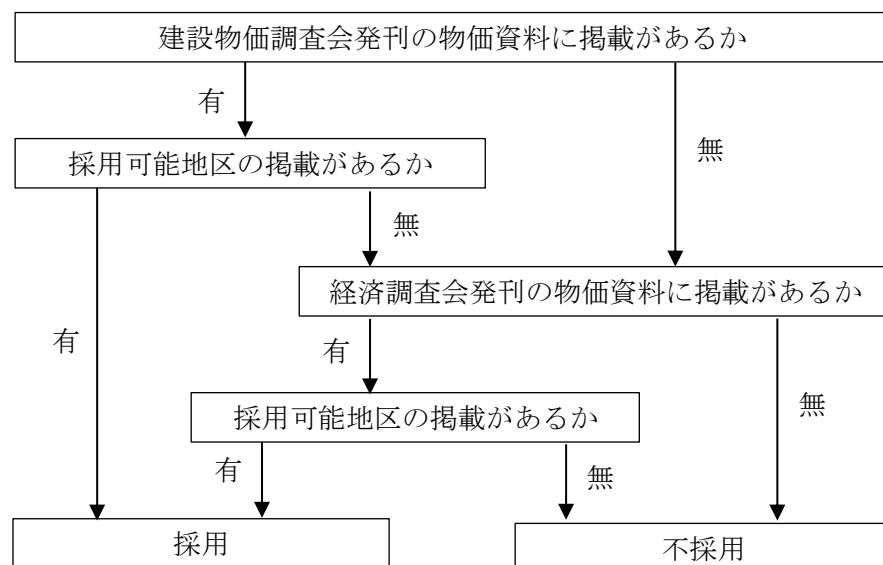 建設物価調査会発刊の物価資料に掲載があるか
有
採用可能地区の掲載があるか
無
無
経済調査会発刊の物価資料に掲載があるか
有
有
採用可能地区の掲載があるか
無
有
無
採用
不採用